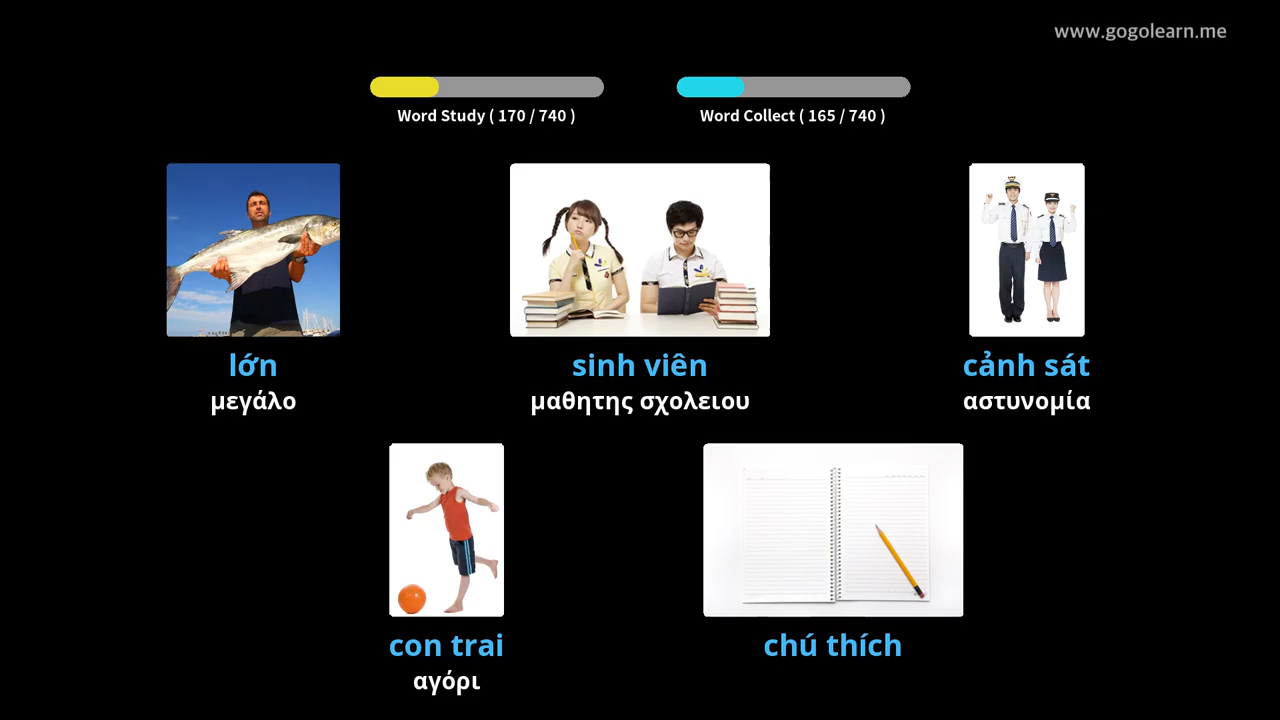 www.gogolearn.me
Word Study ( 170 / 740 )
Word Collect ( 165 / 740 )
lớn
μεγάλο
sinh viên
μαθητης σχολειου
cảnh sát
αστυνομία
con trai
αγόρι
chú thích